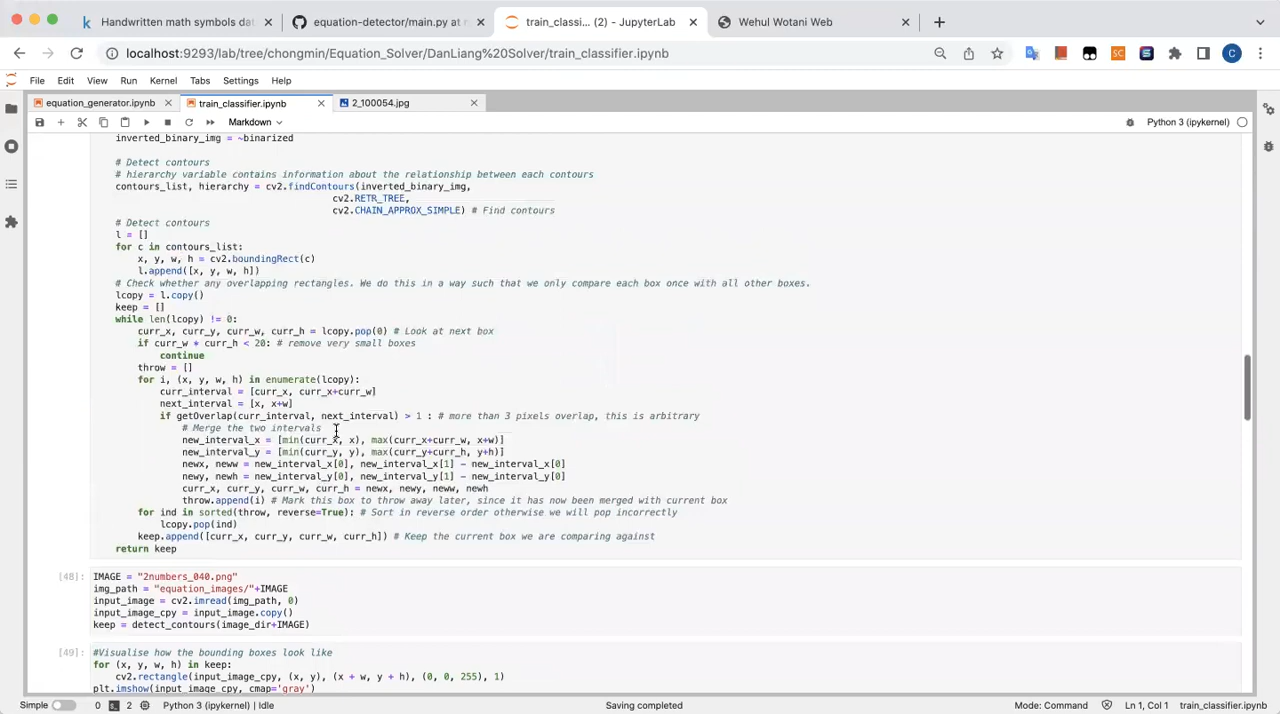 Handwritten math symbols dat
equation-detector/main.py at m
train_classifi... (2) - JupyterLab
Wehul Wotani Web
localhost:9293/lab/tree/chongmin/Equation_Solver/DanLiang%20Solver/train_classifier.ipynb
File Edit View Run Kernel Tabs Settings Help
equation_generator.ipynb
train_classifier.ipynb
2_100054.jpg
Markdown
Python 3 (ipykernel)
inverted_binary_img = ~binarized
# Detect contours
# hierarchy variable contains information about the relationship between each contours
contours_list, hierarchy = cv2.findContours(inverted_binary_img,
cv2.RETR_TREE,
cv2.CHAIN_APPROX_SIMPLE) # Find contours
# Detect contours
l = []
for c in contours_list:
x, y, w, h = cv2.boundingRect(c)
l.append([x, y, w, h])
# Check whether any overlapping rectangles. We do this in a way such that we only compare each box once with all other boxes.
lcopy = l.copy()
keep = []
while len(lcopy) != 0:
curr_x, curr_y, curr_w, curr_h = lcopy.pop(0) # Look at next box
if curr_w * curr_h < 20: # remove very small boxes
continue
throw = []
for i, (x, y, w, h) in enumerate(lcopy):
curr_interval = [curr_x, curr_x+curr_w]
next_interval = [x, x+w]
if getOverlap(curr_interval, next_interval) > 1 : # more than 3 pixels overlap, this is arbitrary
# Merge the two intervals
new_interval_x = [min(curr_x, x), max(curr_x+curr_w, x+w)]
new_interval_y = [min(curr_y, y), max(curr_y+curr_h, y+h)]
newx, neww = new_interval_x[0], new_interval_x[1] - new_interval_x[0]
newy, newh = new_interval_y[0], new_interval_y[1] - new_interval_y[0]
curr_x, curr_y, curr_w, curr_h = newx, newy, neww, newh
throw.append(i) # Mark this box to throw away later, since it has now been merged with current box
for ind in sorted(throw, reverse=True): # Sort in reverse order otherwise we will pop incorrectly
lcopy.pop(ind)
keep.append([curr_x, curr_y, curr_w, curr_h]) # Keep the current box we are comparing against
return keep
[48]: IMAGE = "2numbers_040.png"
img_path = "equation_images/"+IMAGE
input_image = cv2.imread(img_path, 0)
input_image_cpy = input_image.copy()
keep = detect_contours(image_dir+IMAGE)
[49]: #Visualise how the bounding boxes look like
for (x, y, w, h) in keep:
cv2.rectangle(input_image_cpy, (x, y), (x + w, y + h), (0, 0, 255), 1)
plt.imshow(input_image_cpy, cmap='gray')
Simple 0 2 Python 3 (ipykernel) | Idle Saving completed Mode: Command Ln 1, Col 1 train_classifier.ipynb